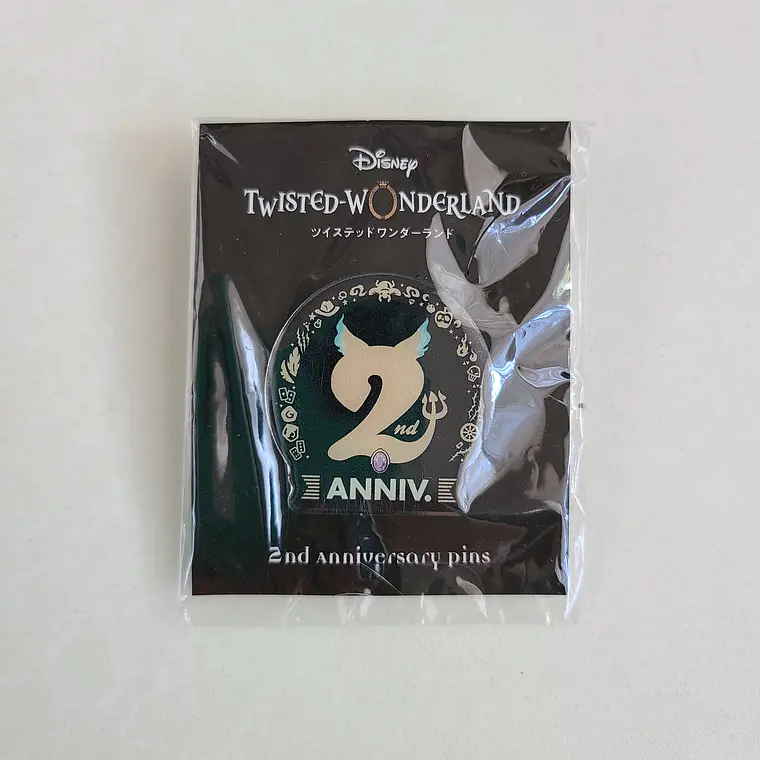 Disney
TWISTED-WONDERLAND
ツイステッドワンダーランド
2nd
ANNIV.
2nd Anniversary pins